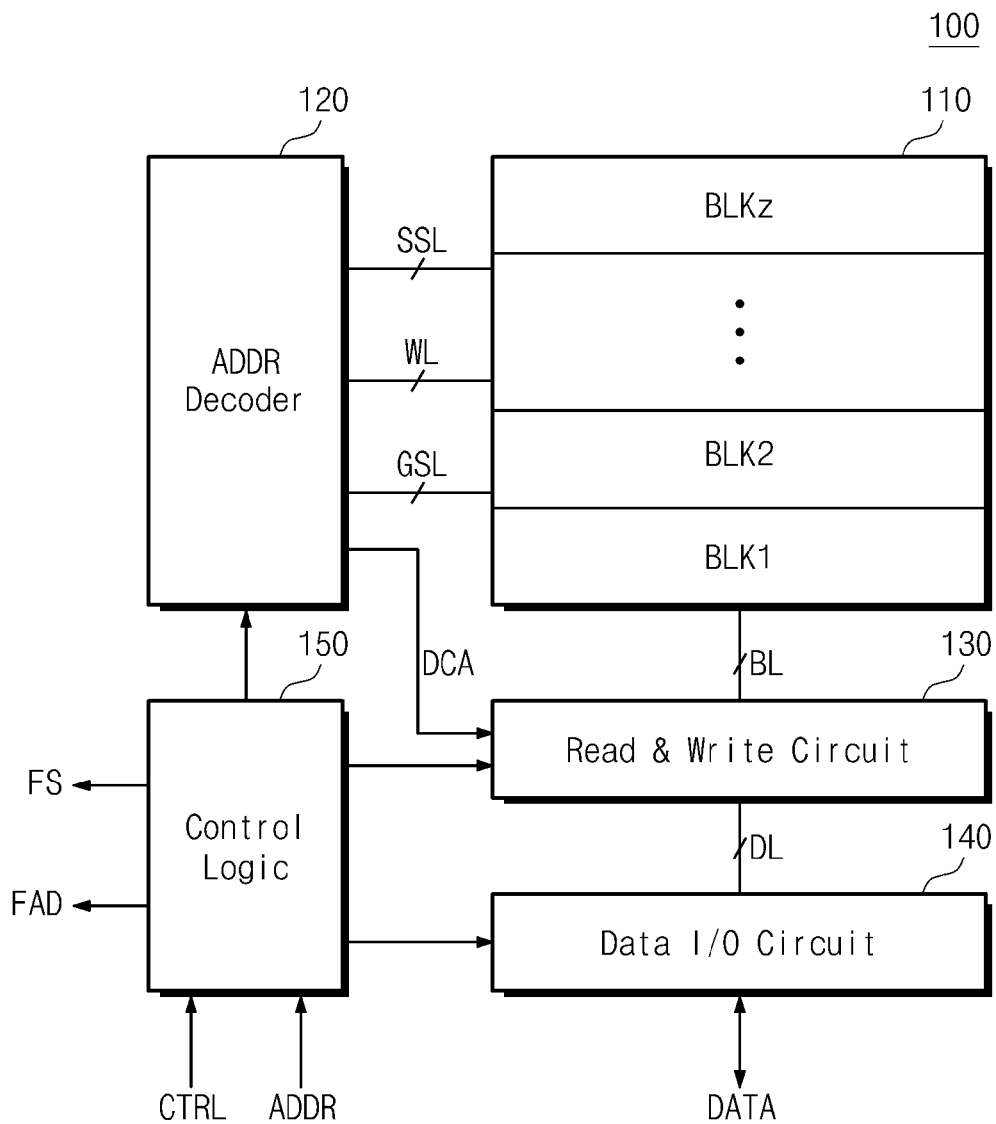 100
120
110
BLKz
SSL
ADDR
Decoder
WL
BLK2
GSL
BLK1
150
DCA
BL
130
Read & Write Circuit
FS
Control
Logic
DL
140
FAD
Data I/O Circuit
CTRL
ADDR
DATA